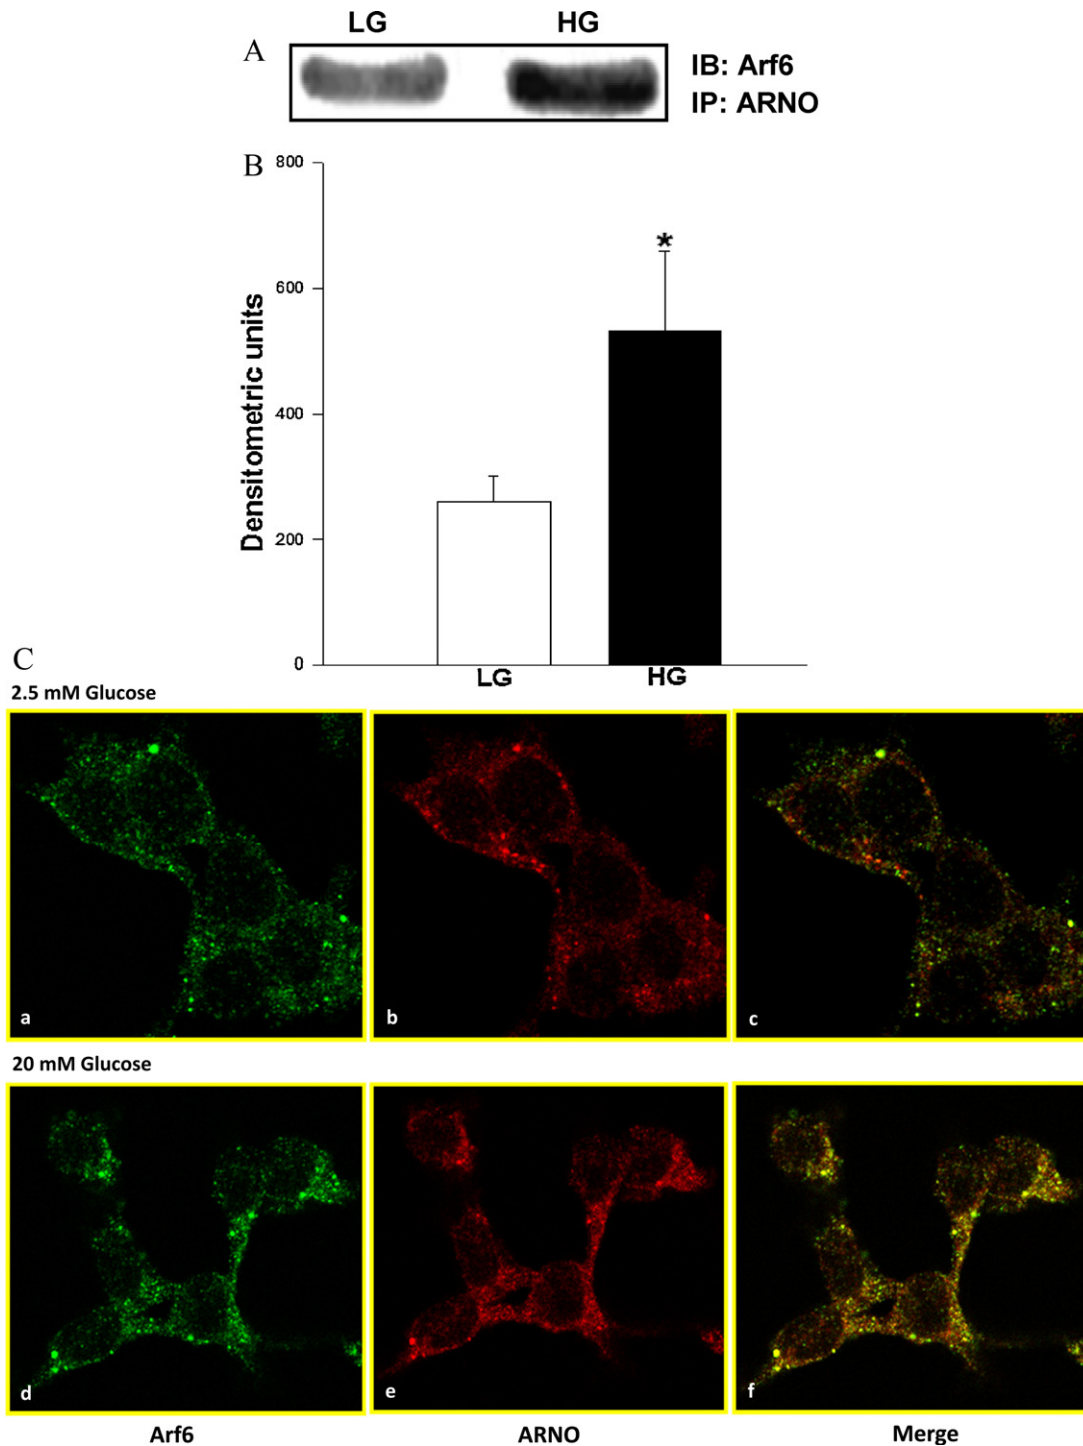 LG HG
A
IB: Arf6
IP: ARNO
B
800
600
400
200
0
Densitometric units
*
LG HG
C
2.5 mM Glucose
a b c
20 mM Glucose
d e f
Arf6 ARNO Merge